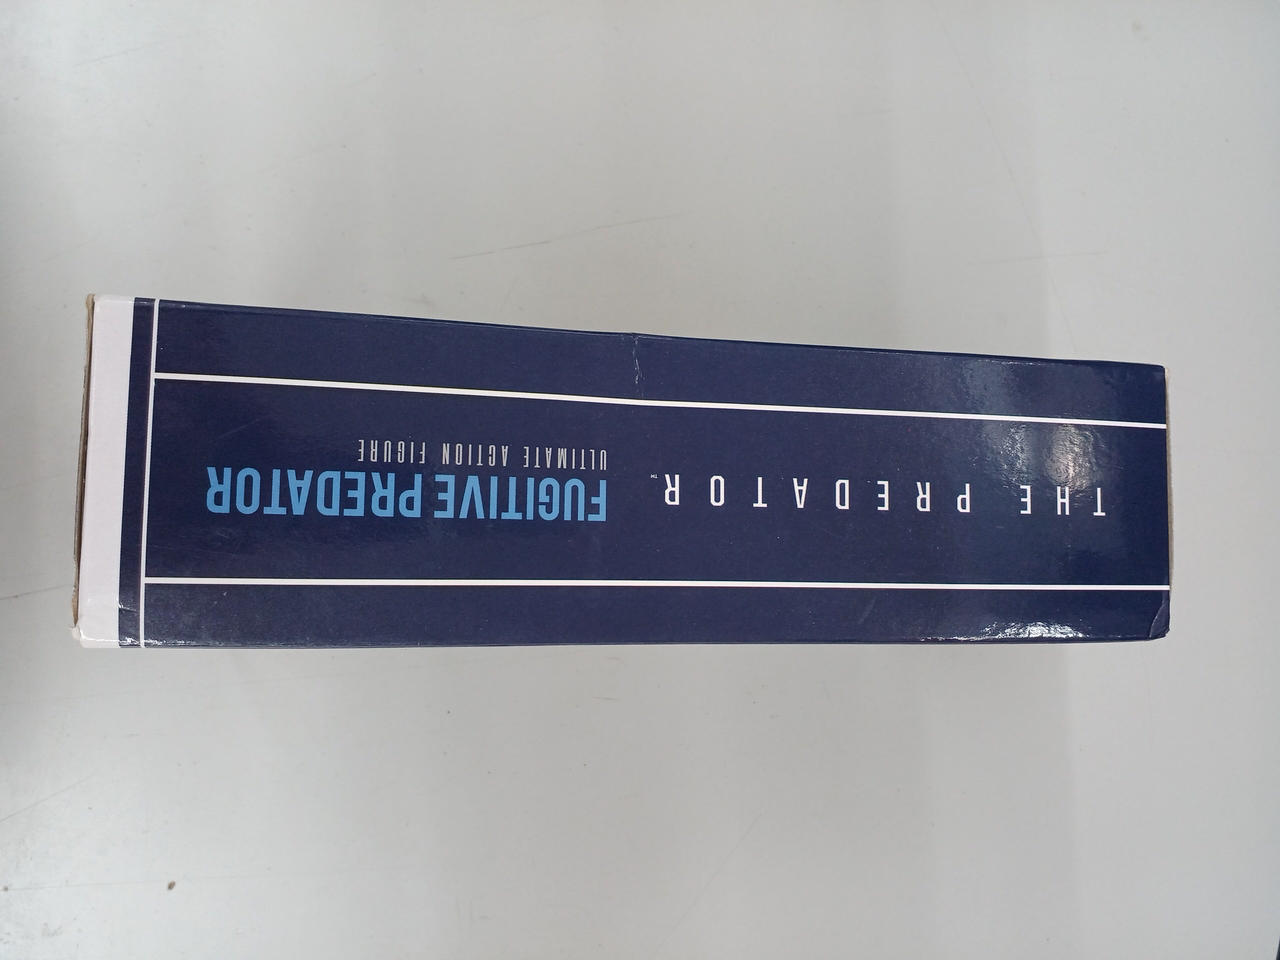 THE PREDATOR™
FUGITIVE PREDATOR
ULTIMATE ACTION FIGURE